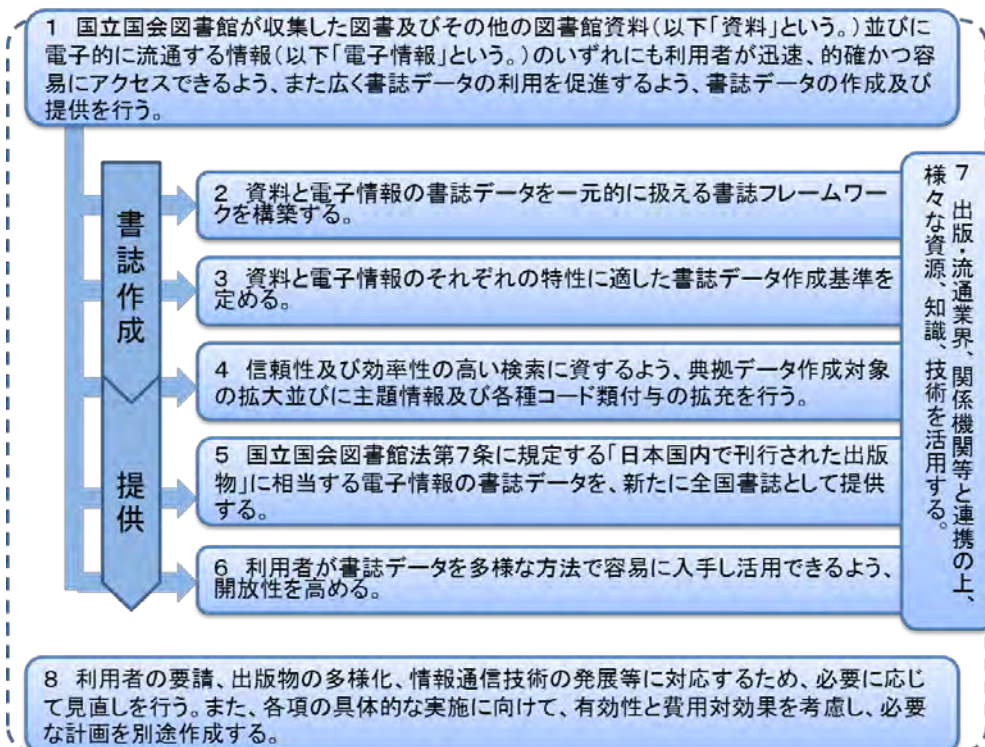 1 国立国会図書館が収集した図書及びその他の図書館資料(以下「資料」という。)並びに
電子的に流通する情報(以下「電子情報」という。)のいずれにも利用者が迅速、的確かつ容
易にアクセスできるよう、また広く書誌データの利用を促進するよう、書誌データの作成及び
提供を行う。
書誌作成
提供
2 資料と電子情報の書誌データを一元的に扱える書誌フレームワー
クを構築する。
3 資料と電子情報のそれぞれの特性に適した書誌データ作成基準を
定める。
4 信頼性及び効率性の高い検索に資するよう、典拠データ作成対象
の拡大並びに主題情報及び各種コード類付与の拡充を行う。
5 国立国会図書館法第7条に規定する「日本国内で刊行された出版
物」に相当する電子情報の書誌データを、新たに全国書誌として提供
する。
6 利用者が書誌データを多様な方法で容易に入手し活用できるよう、
開放性を高める。
7 出版・流通業界、関係機関等と連携の上、
様々な資源、知識、技術を活用する。
8 利用者の要請、出版物の多様化、情報通信技術の発展等に対応するため、必要に応じ
て見直しを行う。また、各項の具体的な実施に向けて、有効性と費用対効果を考慮し、必要
な計画を別途作成する。